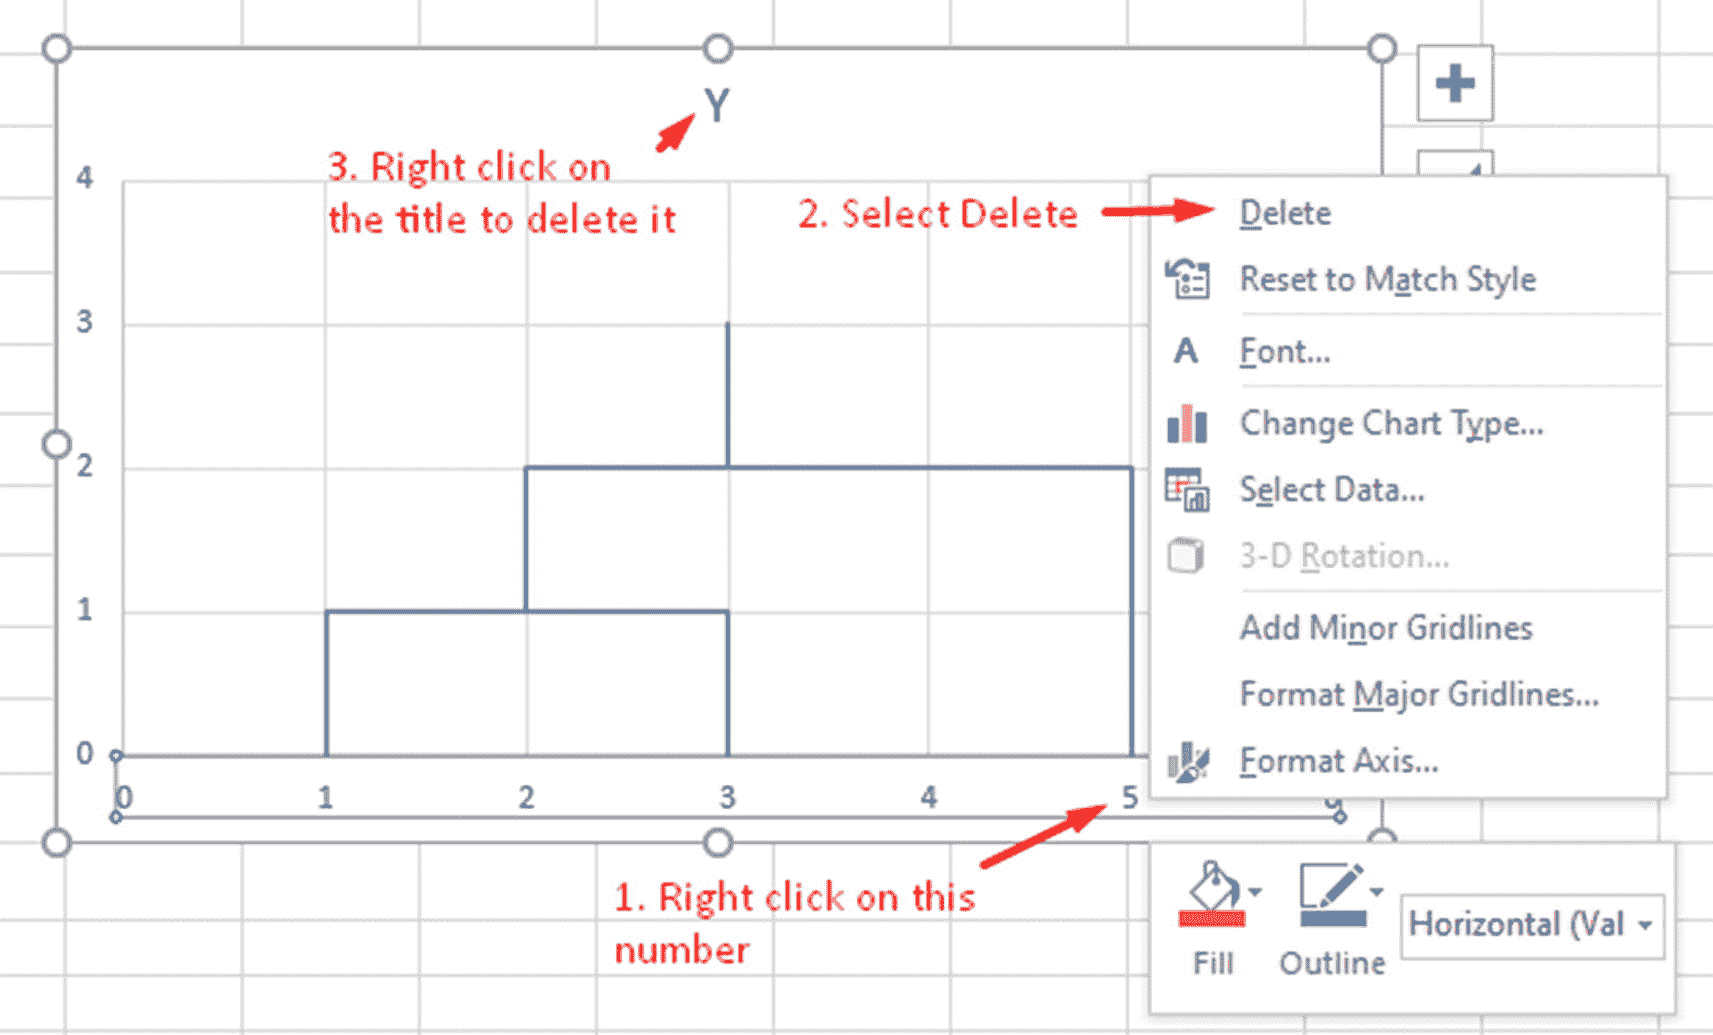 Y
3. Right click on
the title to delete it
2. Select Delete
4
3
2
1
0
0 1 2 3 4 5
Delete
Reset to Match Style
A Font...
Change Chart Type...
Select Data...
3-D Rotation...
Add Minor Gridlines
Format Major Gridlines...
Format Axis...
1. Right click on this
number
Fill
Outline
Horizontal (Val